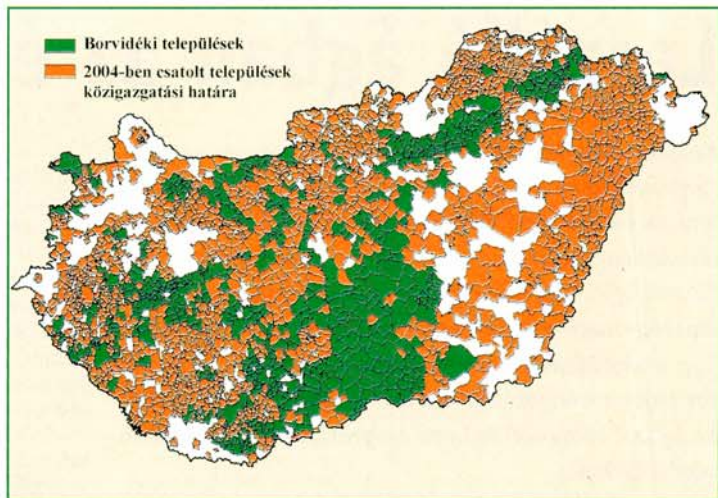 Borvidéki települések
2004-ben csatolt települések
közigazgatási határa